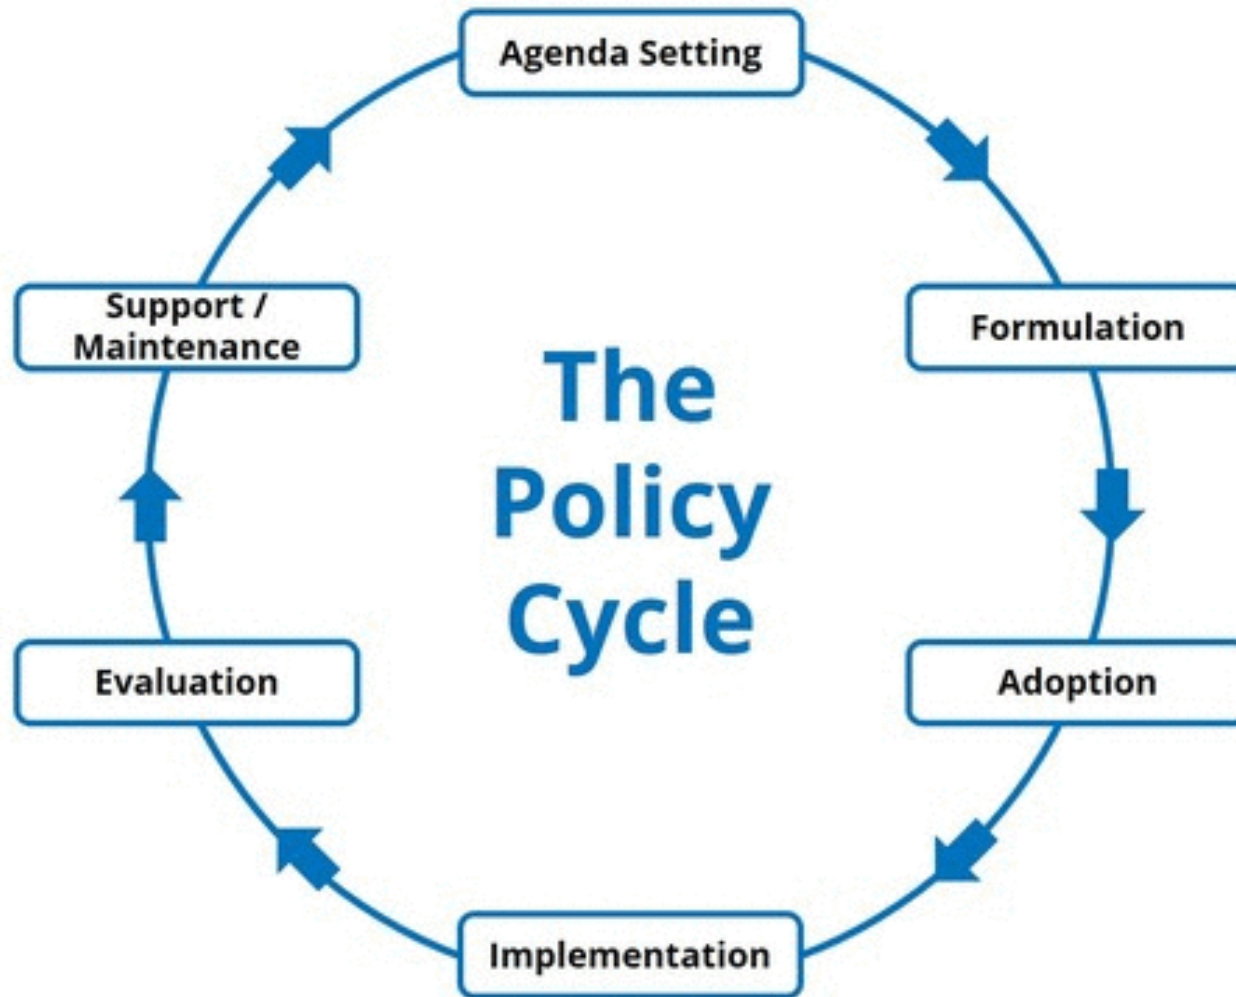 Agenda Setting
Formulation
Adoption
Implementation
Evaluation
Support /
Maintenance
The
Policy
Cycle